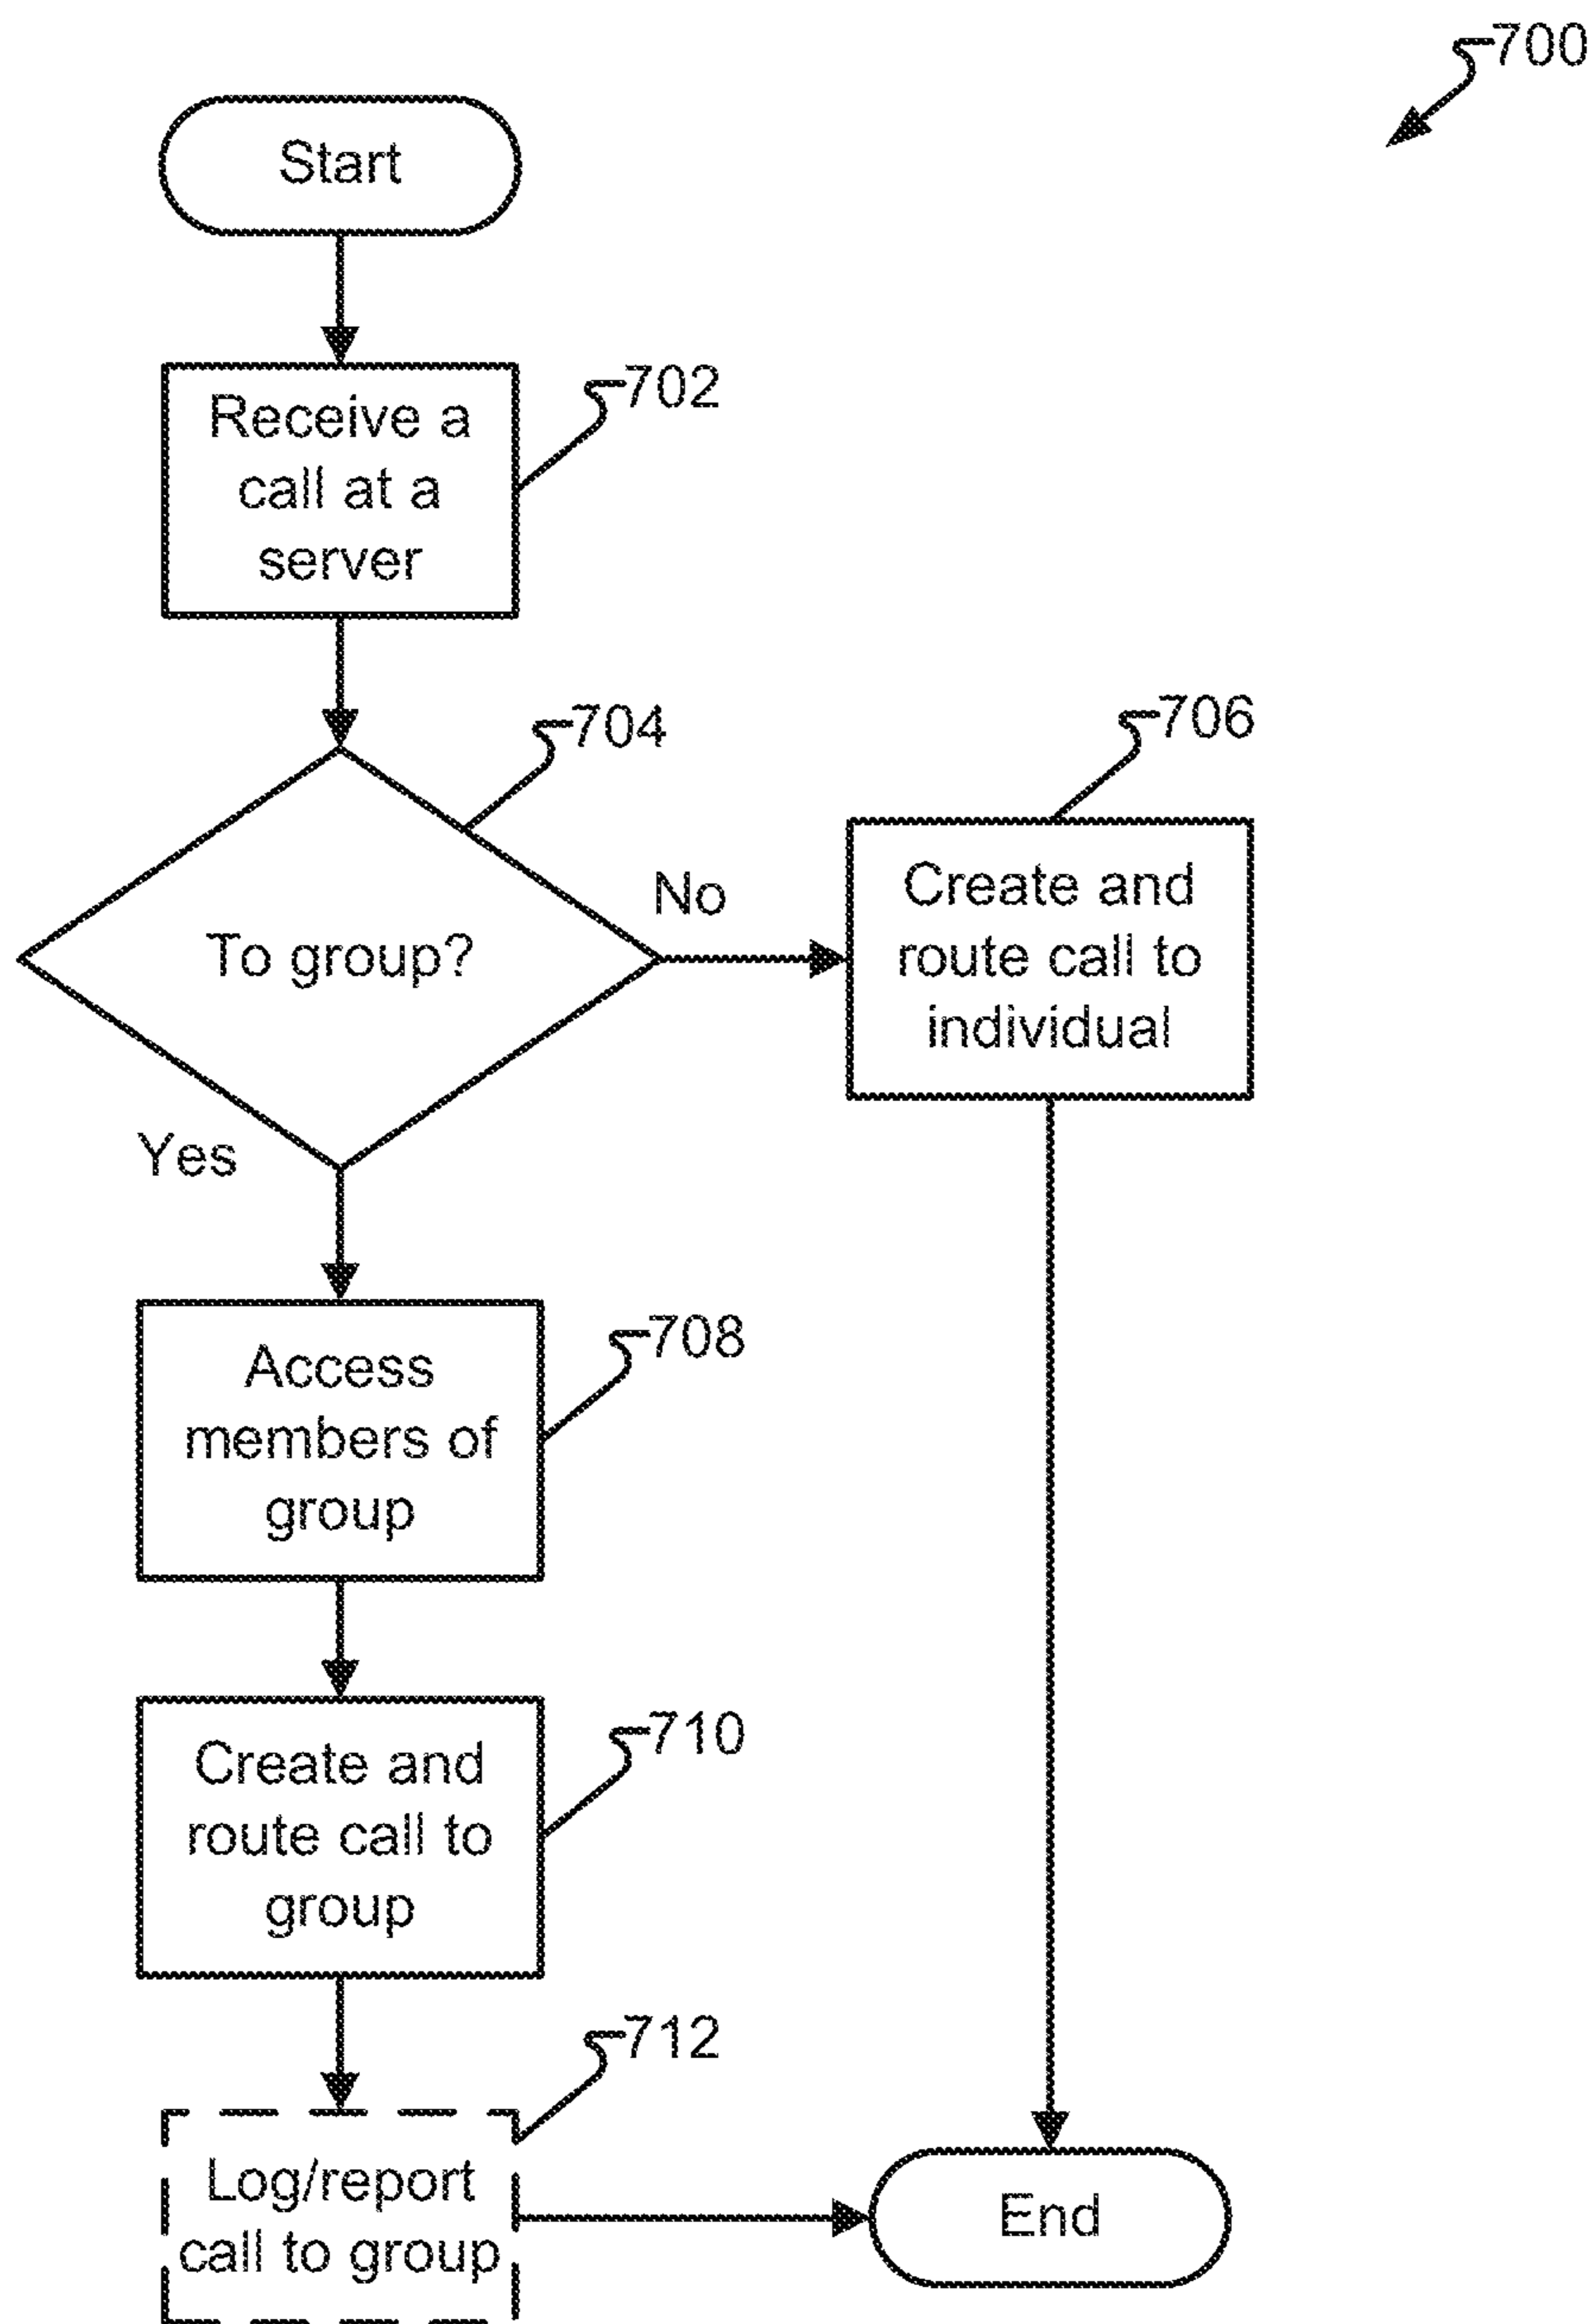 700
Start
Receive a
call at a
server
702
To group?
704
No
Yes
Create and
route call to
individual
706
Access
members of
group
708
Create and
route call to
group
710
Log/report
call to group
712
End